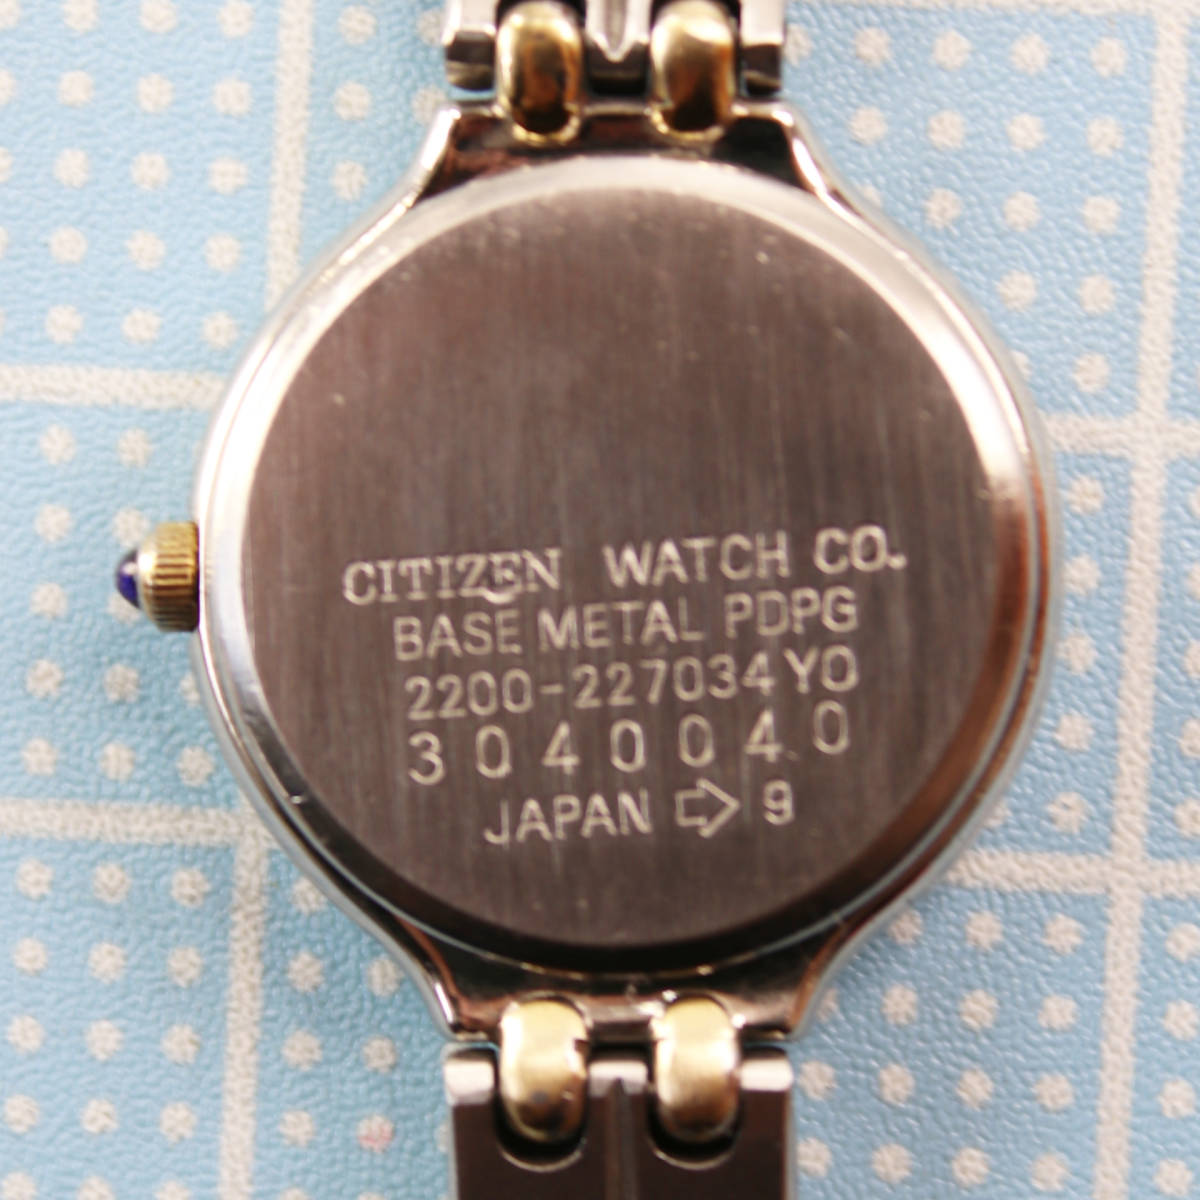 CITIZEN WATCH CO.
BASE METAL PDPG
2200-227034 YO
3040040
JAPAN ⇨ 9